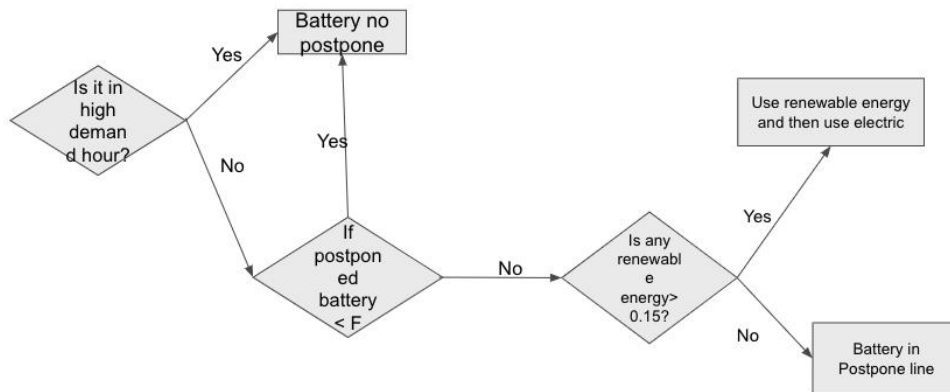 Battery no
postpone
Yes
Is it in
high
deman
d hour?
No
Yes
If
postpon
ed
battery
< F
No
Is any
renewabl
e
energy>
0.15?
Yes
Use renewable energy
and then use electric
No
Battery in
Postpone line